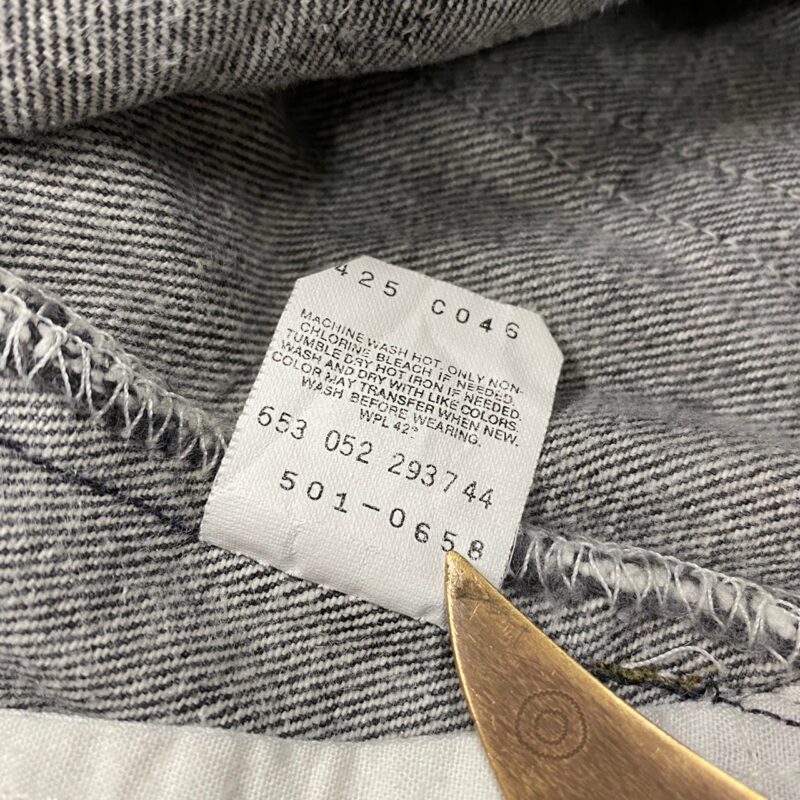 425 C046
MACHINE WASH HOT, ONLY NON-
CHLORINE BLEACH IF NEEDED.
TUMBLE DRY HOT IRON IF NEEDED.
WASH AND DRY WITH LIKE COLORS.
COLOR MAY TRANSFER WHEN NEW.
WASH BEFORE WEARING.
WPL 423
653 052 293744
501-0658